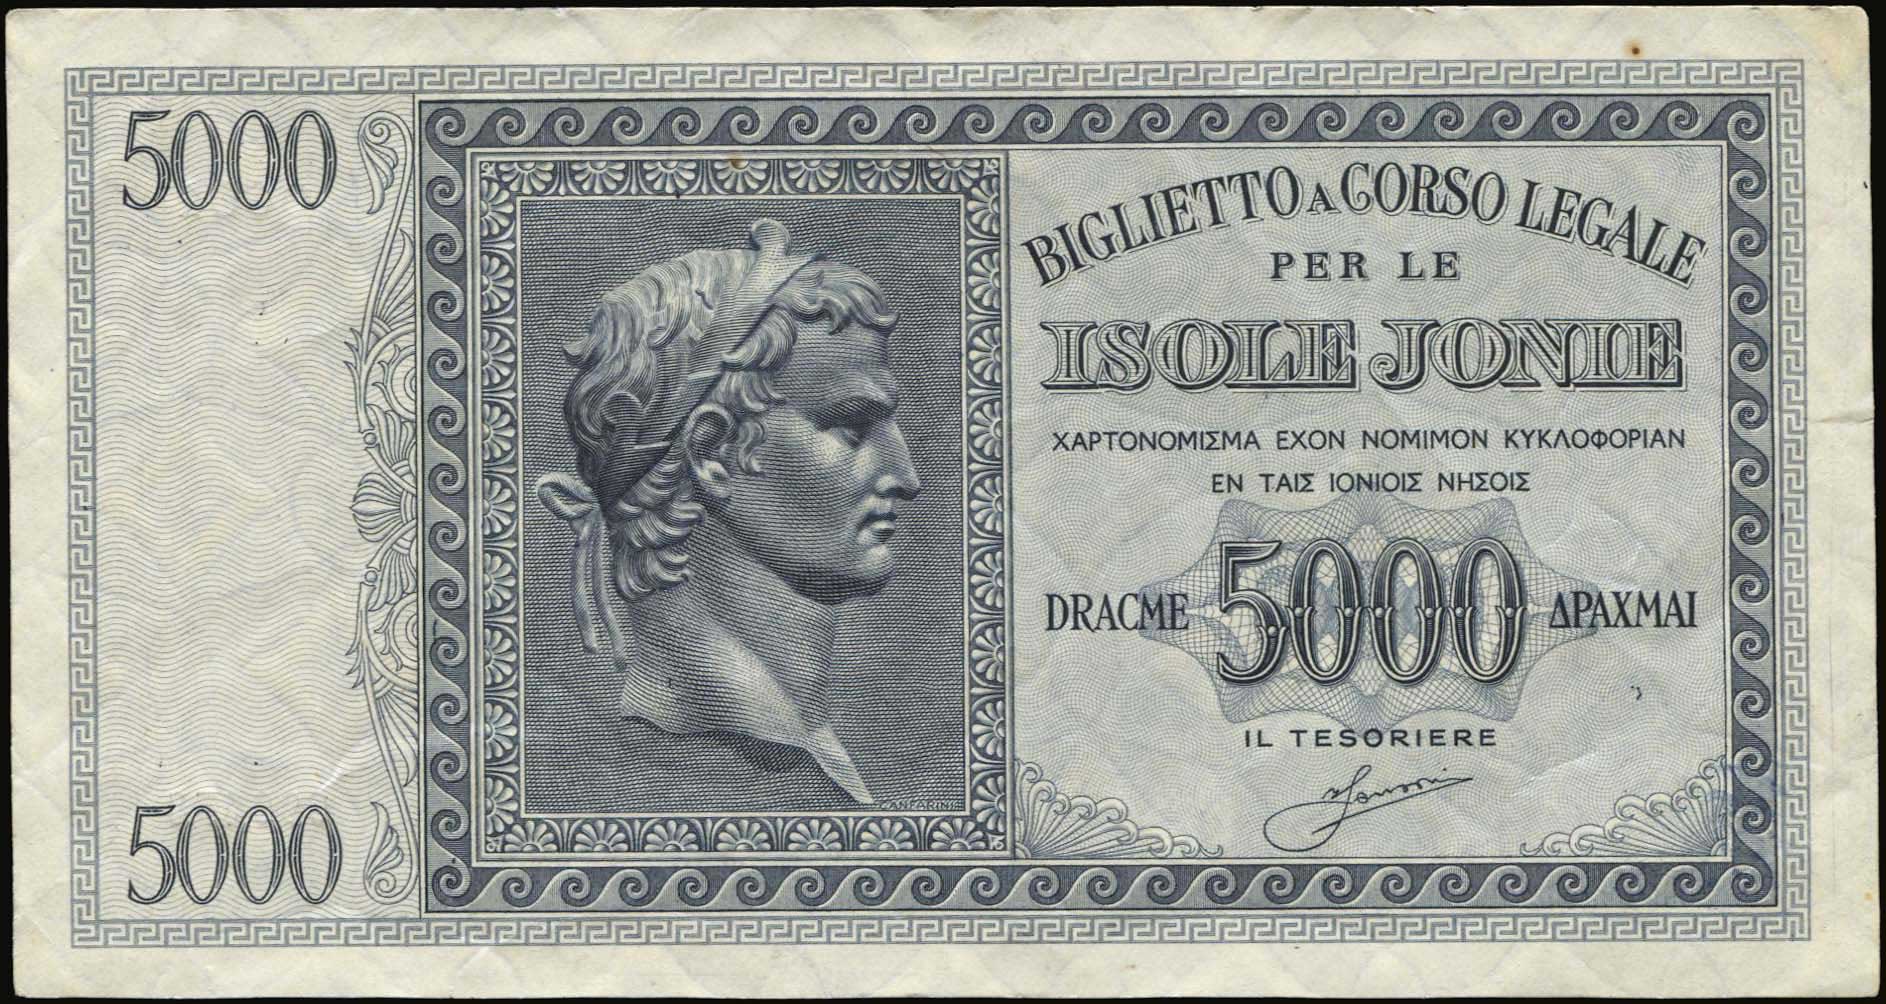 5000
BIGLIETTO A CORSO LEGALE
PER LE
ISOLE JONIE
ΧΑΡΤΟΝΟΜΙΣΜΑ ΕΧΟΝ ΝΟΜΙΜΟΝ ΚΥΚΛΟΦΟΡΙΑΝ
ΕΝ ΤΑΙΣ ΙΟΝΙΟΙΣ ΝΗΣΟΙΣ
DRACME 5000 ΔΡΑΧΜΑΙ
IL TESORIERE
CANFARINI
5000